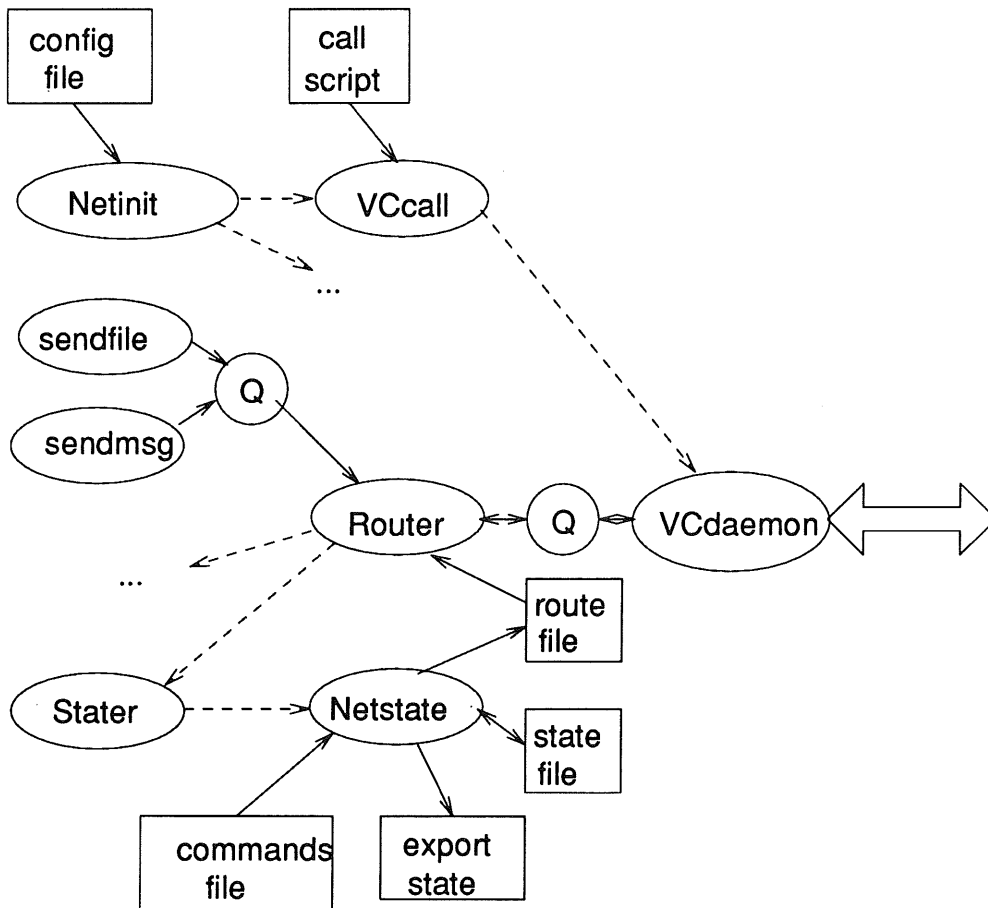 config
file
call
script
Netinit
VCcall
...
sendfile
Q
sendmsg
Router
Q
VCdaemon
...
route
file
Stater
Netstate
state
file
commands
file
export
state